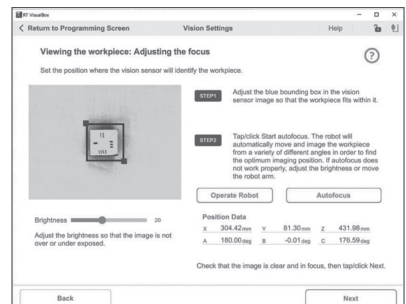 RT VisualBox
Return to Programming Screen
Vision Settings
Help
Viewing the workpiece: Adjusting the focus
?
Set the position where the vision sensor will identify the workpiece.
STEP1
Adjust the blue bounding box in the vision
sensor image so that the workpiece fits within it.
STEP2
Tap/click Start autofocus. The robot will
automatically move and image the workpiece
from a variety of different angles in order to find
the optimum imaging position. If autofocus does
not work properly, adjust the brightness or move
the robot arm.
Operate Robot
Autofocus
Brightness
20
Adjust the brightness so that the image is not
over or under exposed.
Position Data
X 304.42 mm Y 81.30 mm Z 431.98 mm
A 180.00 deg B -0.01 deg C 176.59 deg
Check that the image is clear and in focus, then tap/click Next.
Back
Next